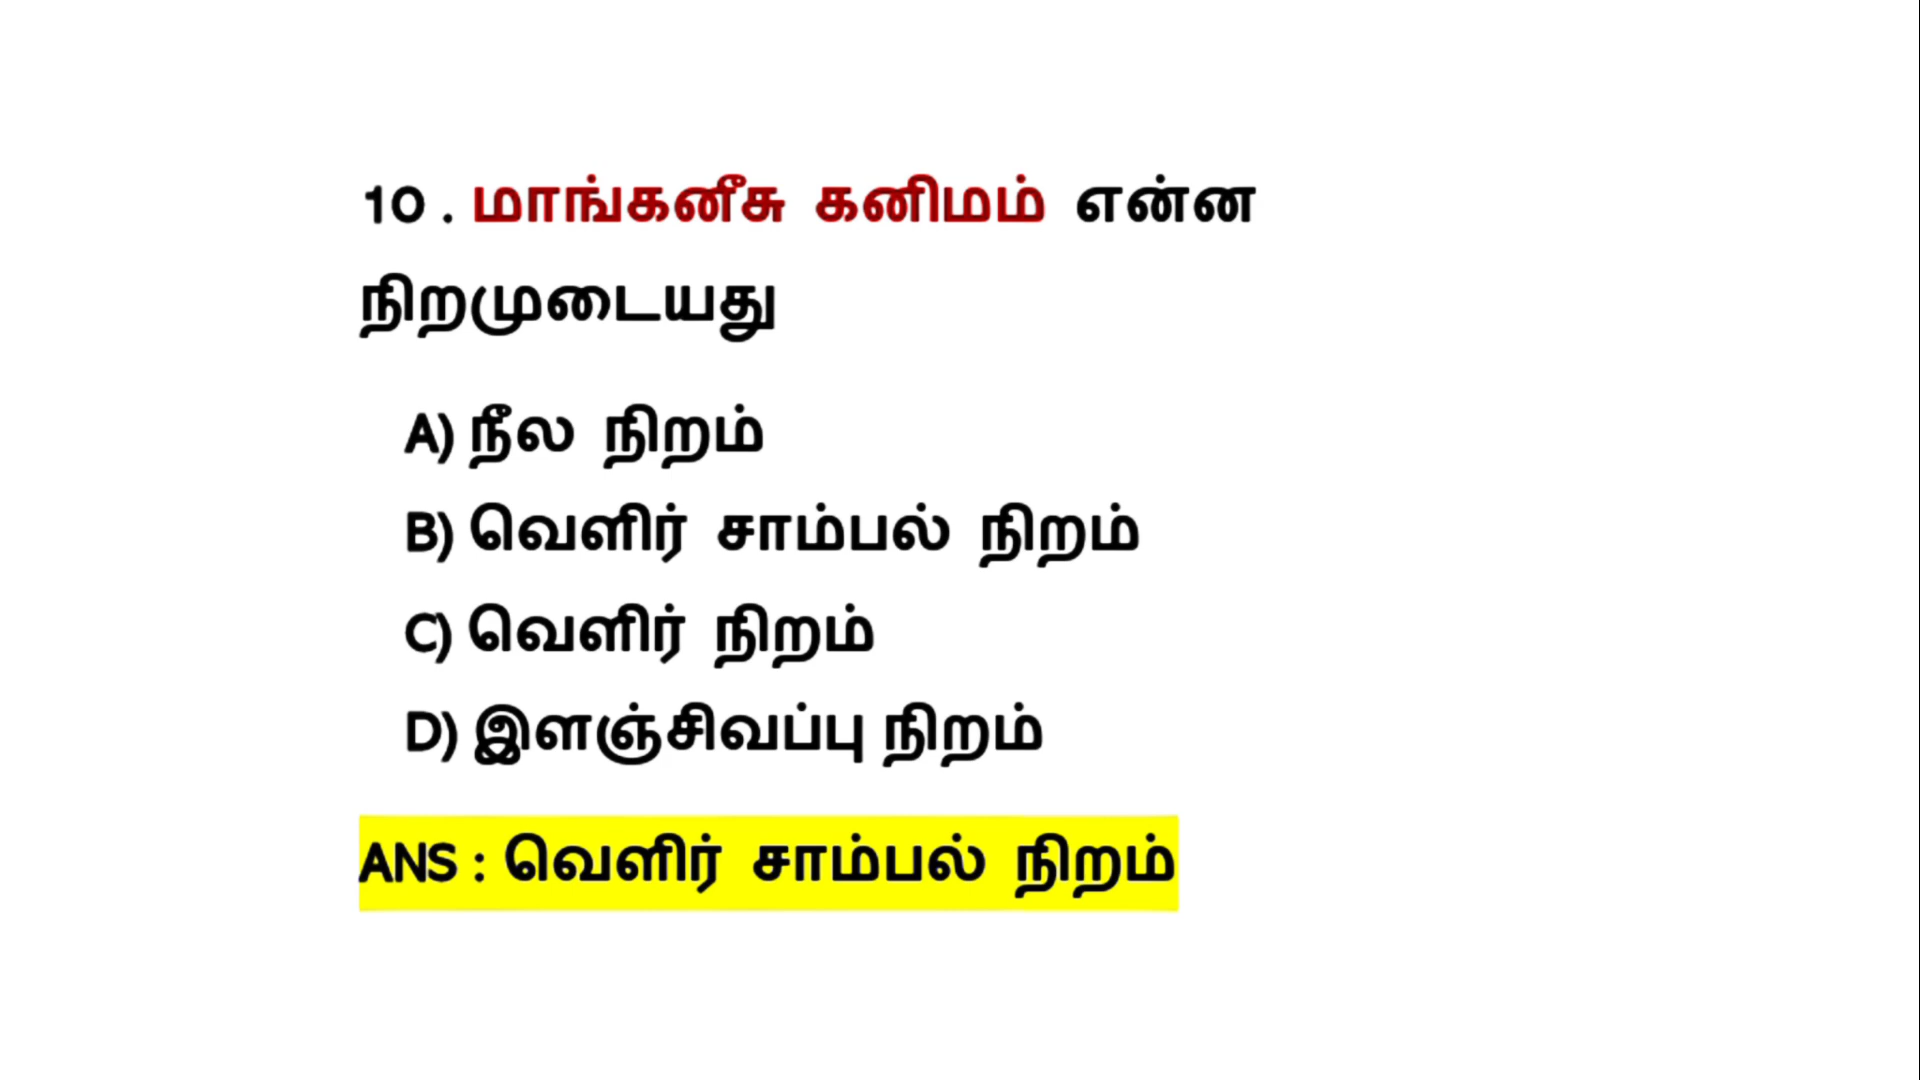 10 . மாங்கனீசு கனிமம் என்ன
நிறமுடையது
A) நீல நிறம்
B) வெளிர் சாம்பல் நிறம்
C) வெளிர் நிறம்
D) இளஞ்சிவப்பு நிறம்
ANS : வெளிர் சாம்பல் நிறம்